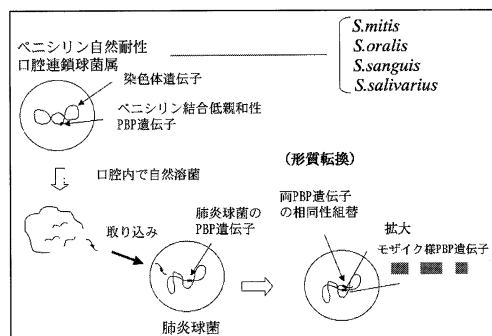 ペニシリン自然耐性
口腔連鎖球菌属
S.mitis
S.oralis
S.sanguis
S.salivarius
染色体遺伝子
ペニシリン結合低親和性
PBP遺伝子
口腔内で自然溶菌
取り込み
肺炎球菌の
PBP遺伝子
肺炎球菌
(形質転換)
両PBP遺伝子
の相同性組替
拡大
モザイク様PBP遺伝子